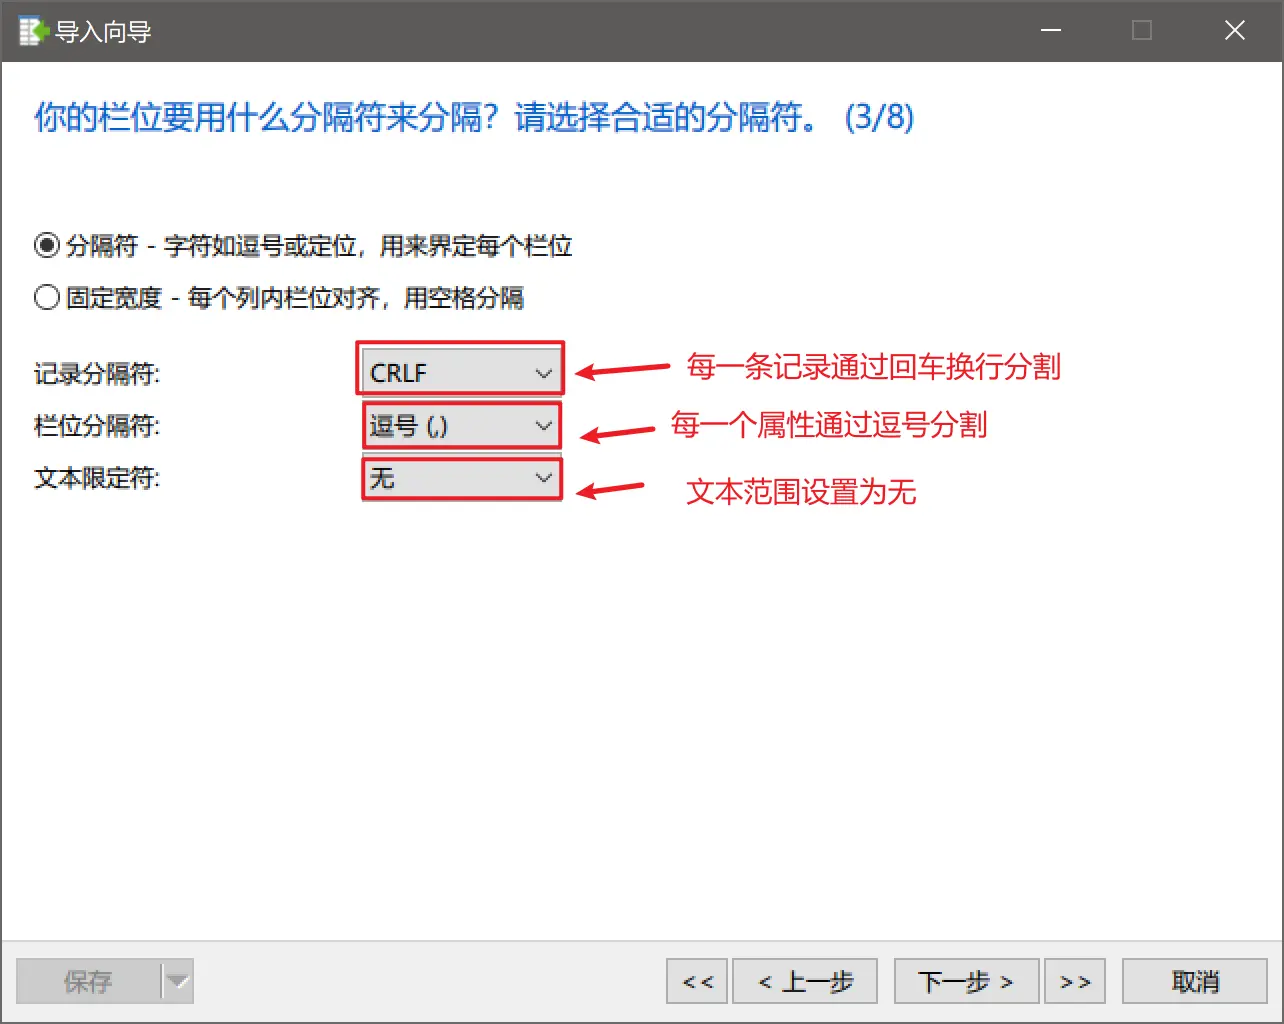 导入向导
你的栏位要用什么分隔符来分隔？请选择合适的分隔符。 (3/8)
分隔符 - 字符如逗号或定位，用来界定每个栏位
固定宽度 - 每个列内栏位对齐，用空格分隔
记录分隔符: CRLF 每一条记录通过回车换行分割
栏位分隔符: 逗号 (,) 每一个属性通过逗号分割
文本限定符: 无 文本范围设置为无
保存 << < 上一步 下一步 > >> 取消